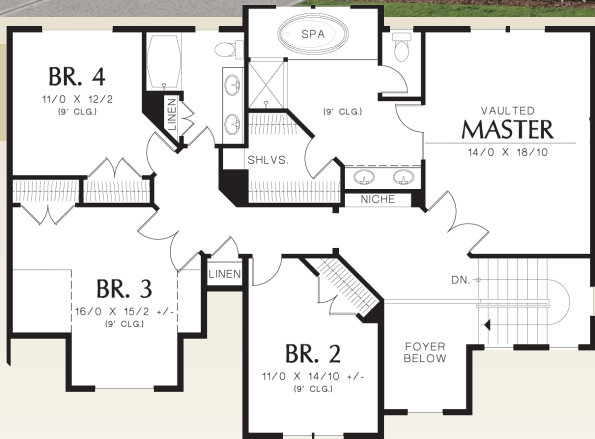 SPA
BR. 4
11/0 X 12/2
(9' CLG.)
LINEN
(9' CLG.)
VAULTED
MASTER
14/0 X 18/10
SHLVS.
NICHE
LINEN
DN.
BR. 3
16/0 X 15/2 +/-
(9' CLG.)
FOYER
BELOW
BR. 2
11/0 X 14/10 +/-
(9' CLG.)